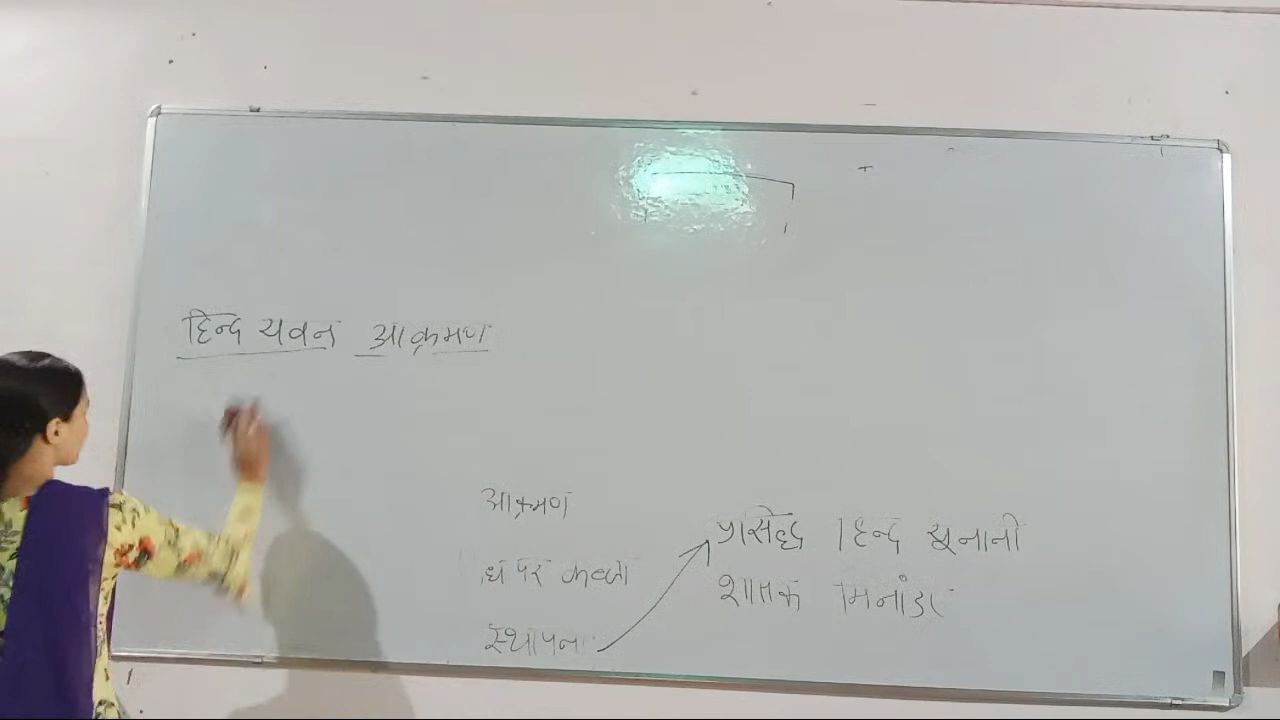 हिन्द यवन आक्रमण
आक्रमण
ध पर कब्जा
स्थापना
प्रसिद्ध हिन्द यूनानी
शासक मिनांडर